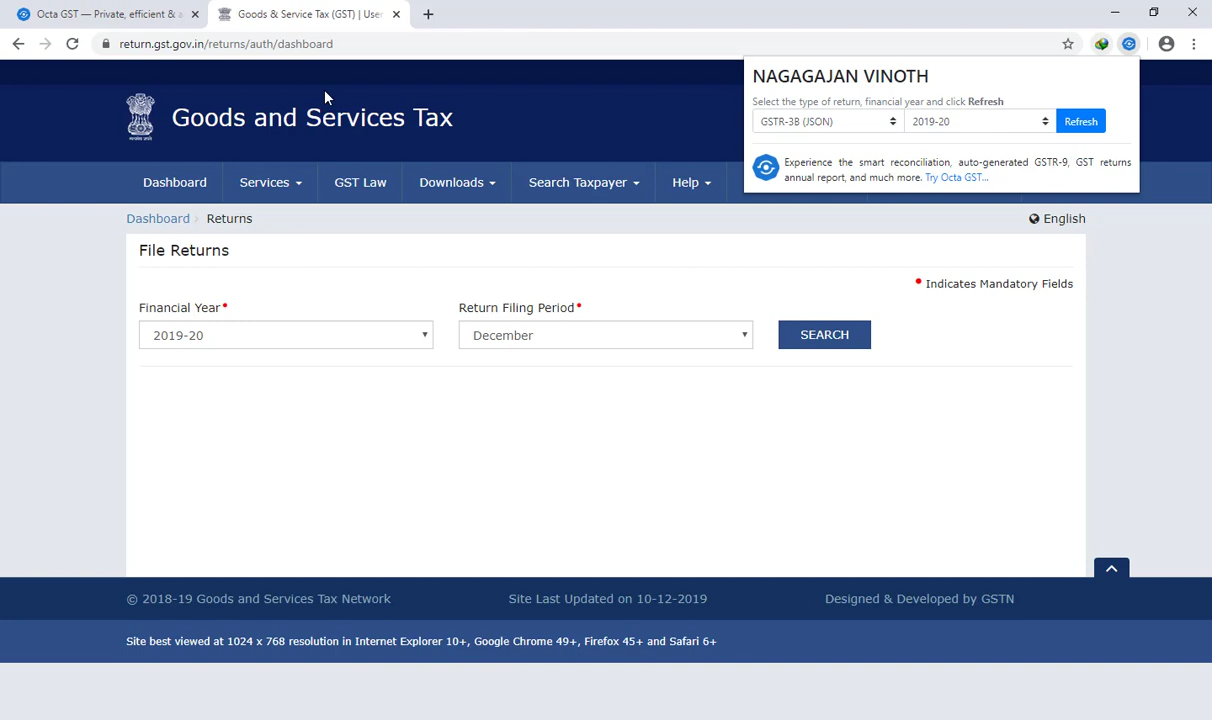 Octa GST — Private, efficient &
Goods & Service Tax (GST) | User
return.gst.gov.in/returns/auth/dashboard
NAGAGAJAN VINOTH
Select the type of return, financial year and click Refresh
GSTR-3B (JSON)
2019-20
Refresh
Experience the smart reconciliation, auto-generated GSTR-9, GST returns
annual report, and much more. Try Octa GST...
Goods and Services Tax
Dashboard
Services
GST Law
Downloads
Search Taxpayer
Help
Dashboard
Returns
English
File Returns
• Indicates Mandatory Fields
Financial Year•
Return Filing Period•
2019-20
December
SEARCH
© 2018-19 Goods and Services Tax Network
Site Last Updated on 10-12-2019
Designed & Developed by GSTN
Site best viewed at 1024 x 768 resolution in Internet Explorer 10+, Google Chrome 49+, Firefox 45+ and Safari 6+